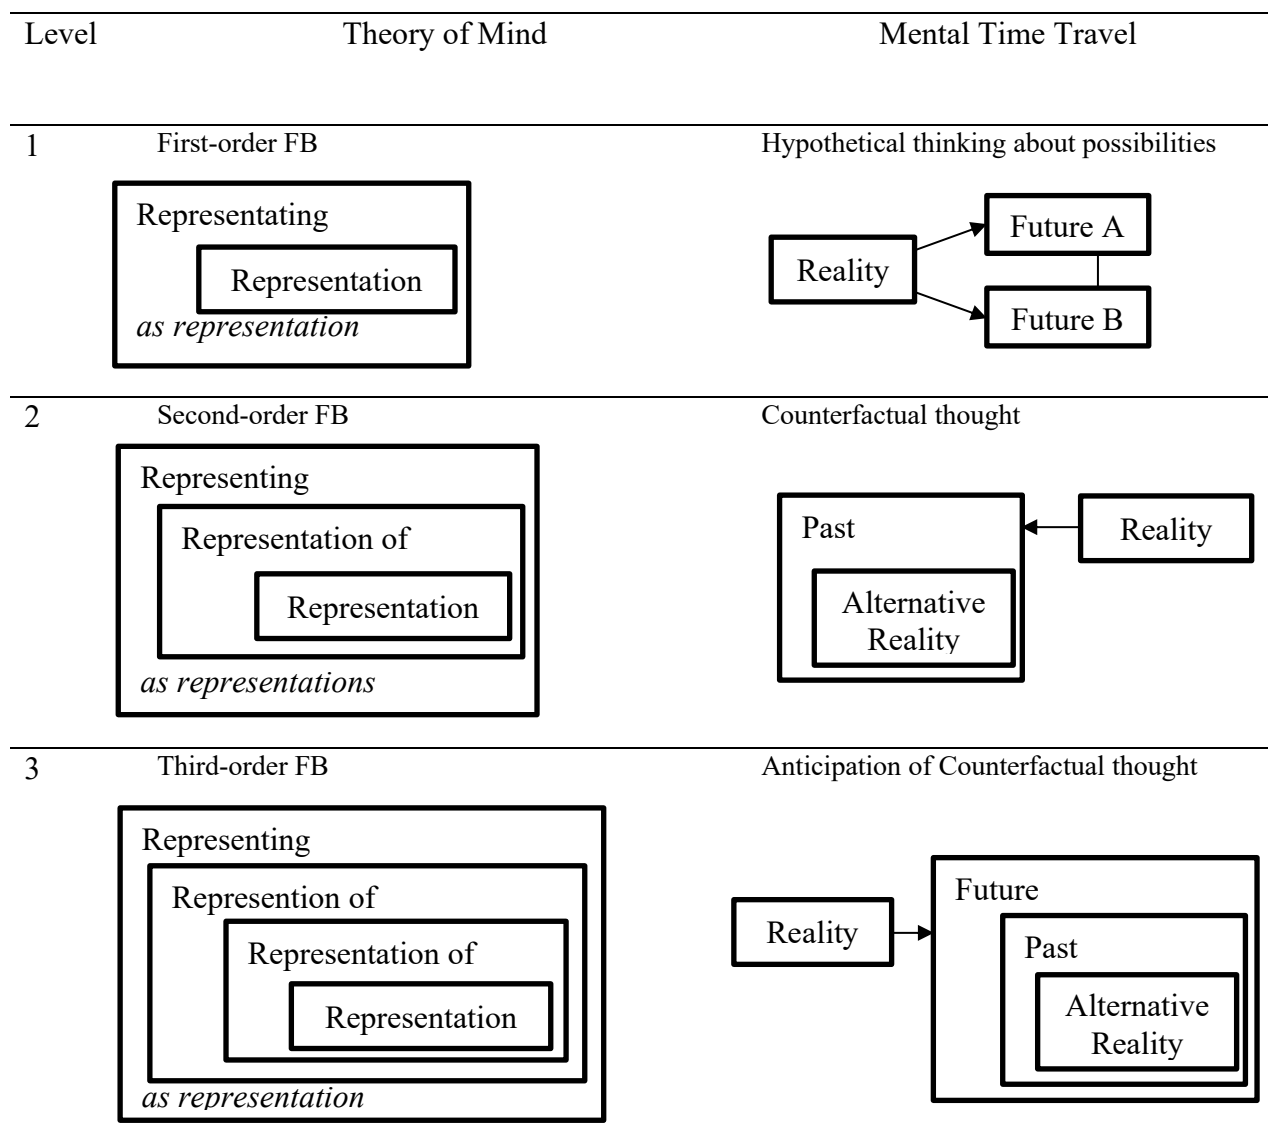 Level Theory of Mind Mental Time Travel
1 First-order FB Hypothetical thinking about possibilities
Representating
Representation
as representation
Future A
Reality
Future B
2 Second-order FB Counterfactual thought
Representing
Representation of
Representation
as representations
Past
Reality
Alternative
Reality
3 Third-order FB Anticipation of Counterfactual thought
Representing
Represention of
Representation of
Representation
as representation
Reality
Future
Past
Alternative
Reality